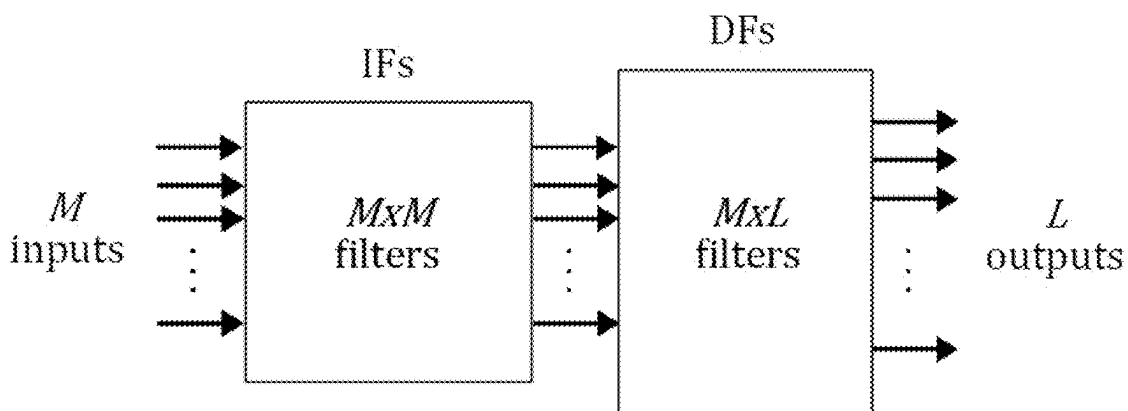 IFs
DFs
M
inputs
MxM
filters
MxL
filters
L
outputs